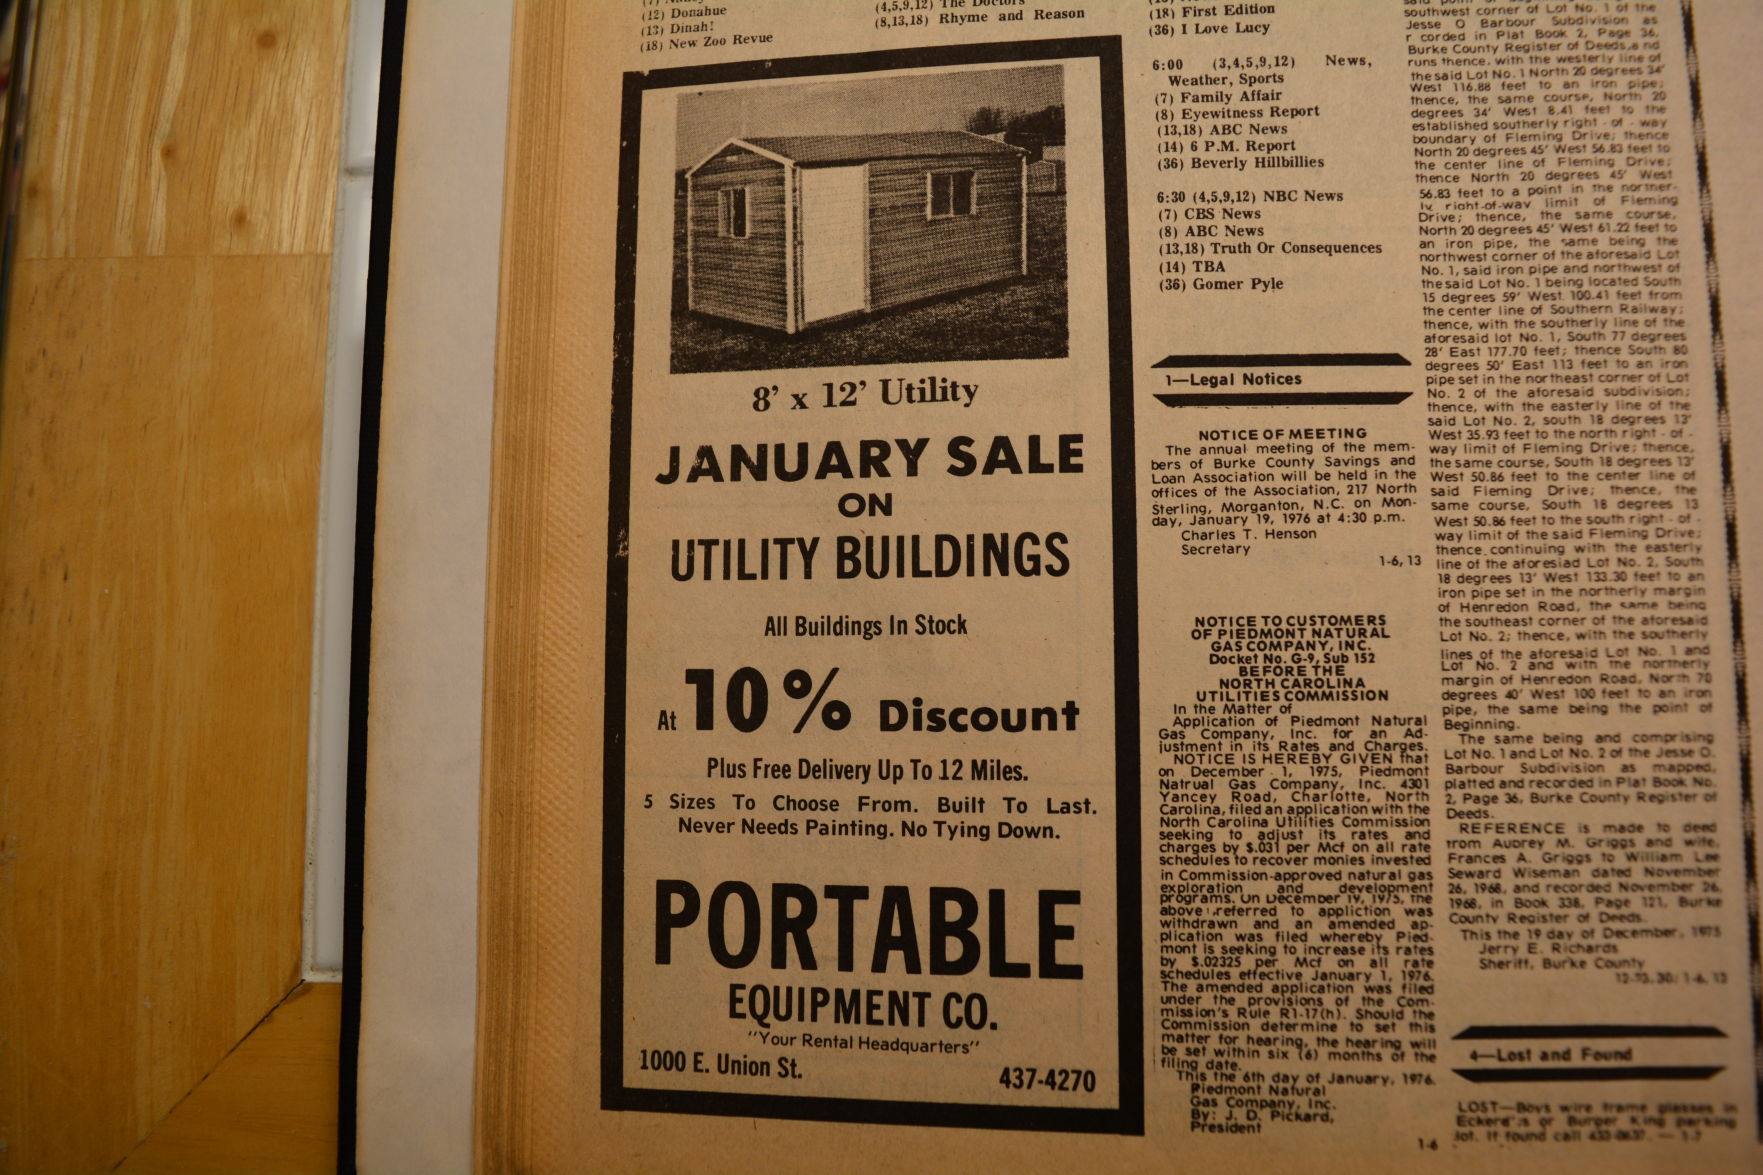 (12) Donahue
(13) Dinah!
(18) New Zoo Revue
(4,5,9,12) The Doctors
(8,13,18) Rhyme and Reason
8' x 12' Utility
JANUARY SALE
ON
UTILITY BUILDINGS
All Buildings In Stock
At 10% Discount
Plus Free Delivery Up To 12 Miles.
5 Sizes To Choose From. Built To Last.
Never Needs Painting. No Tying Down.
PORTABLE
EQUIPMENT CO.
"Your Rental Headquarters"
1000 E. Union St. 437-4270
(18) First Edition
(36) I Love Lucy
6:00 (3,4,5,9,12) News,
Weather, Sports
(7) Family Affair
(8) Eyewitness Report
(13,18) ABC News
(14) 6 P.M. Report
(36) Beverly Hillbillies
6:30 (4,5,9,12) NBC News
(7) CBS News
(8) ABC News
(13,18) Truth Or Consequences
(14) TBA
(36) Gomer Pyle
1—Legal Notices
NOTICE OF MEETING
The annual meeting of the mem-
bers of Burke County Savings and
Loan Association will be held in the
offices of the Association, 217 North
Sterling, Morganton, N.C. on Mon-
day, January 19, 1976 at 4:30 p.m.
Charles T. Henson
Secretary
1-6, 13
NOTICE TO CUSTOMERS
OF PIEDMONT NATURAL
GAS COMPANY, INC.
Docket No. G-9, Sub 152
BEFORE THE
NORTH CAROLINA
UTILITIES COMMISSION
In the Matter of
Application of Piedmont Natural
Gas Company, Inc. for an Ad-
justment in its Rates and Charges.
NOTICE IS HEREBY GIVEN that
on December 1, 1975, Piedmont
Natrual Gas Company, Inc. 4301
Yancey Road, Charlotte, North
Carolina, filed an application with the
North Carolina Utilities Commission
seeking to adjust its rates and
charges by $.031 per Mcf on all rate
schedules to recover monies invested
in Commission-approved natural gas
exploration and development
programs. On December 19, 1975, the
above referred to appliction was
withdrawn and an amended ap-
plication was filed whereby Pied-
mont is seeking to increase its rates
by $.02325 per Mcf on all rate
schedules effective January 1, 1976.
The amended application was filed
under the provisions of the Com-
mission's Rule R1-17(h). Should the
Commission determine to set this
matter for hearing, the hearing will
be set within six (6) months of the
filing date.
This the 6th day of January, 1976.
Piedmont Natural
Gas Company, Inc.
By: J. D. Pickard,
President
1-6
southwest corner of Lot No. 1 of the
Jesse O Barbour Subdivision as
r corded in Plat Book 2, Page 36,
Burke County Register of Deeds,a nd
runs thence, with the westerly line of
the said Lot No. 1 North 20 degrees 34'
West 116.88 feet to an iron pipe;
thence, the same course, North 20
degrees 34' West 8.41 feet to the
established southerly right - of - way
boundary of Fleming Drive; thence
North 20 degrees 45' West 56.83 feet to
the center line of Fleming Drive;
thence North 20 degrees 45' West
56.83 feet to a point in the norther-
ly right-of-way limit of Fleming
Drive; thence, the same course,
North 20 degrees 45' West 61.22 feet to
an iron pipe, the same being the
northwest corner of the aforesaid Lot
No. 1, said iron pipe and northwest of
the said Lot No. 1 being located South
15 degrees 59' West 100.41 feet from
the center line of Southern Railway;
thence, with the southerly line of the
aforesaid lot No. 1, South 77 degrees
28' East 177.70 feet; thence South 80
degrees 50' East 113 feet to an iron
pipe set in the northeast corner of Lot
No. 2 of the aforesaid subdivision;
thence, with the easterly line of the
said Lot No. 2, south 18 degrees 13'
West 35.93 feet to the north right - of -
way limit of Fleming Drive; thence,
the same course, South 18 degrees 13'
West 50.86 feet to the center line of
said Fleming Drive; thence, the
same course, South 18 degrees 13
West 50.86 feet to the south right - of -
way limit of the said Fleming Drive;
thence continuing with the easterly
line of the aforesiad Lot No. 2, South
18 degrees 13' West 133.30 feet to an
iron pipe set in the northerly margin
of Henredon Road, the same being
the southeast corner of the aforesaid
Lot No. 2; thence, with the southerly
lines of the aforesaid Lot No. 1 and
Lot No. 2 and with the northerly
margin of Henredon Road, North 70
degrees 40' West 100 feet to an iron
pipe, the same being the point of
Beginning.
The same being and comprising
Lot No. 1 and Lot No. 2 of the Jesse O.
Barbour Subdivision as mapped,
platted and recorded in Plat Book No.
2, Page 36, Burke County Register of
Deeds.
REFERENCE is made to deed
from Aubrey M. Griggs and wife,
Frances A. Griggs to William Lee
Seward Wiseman dated November
26, 1968, and recorded November 26,
1968, in Book 338, Page 121, Burke
County Register of Deeds.
This the 19 day of December, 1975
Jerry E. Richards
Sheriff, Burke County
12-23, 30; 1-6, 13
4—Lost and Found
LOST—Boys wire frame glasses in
Eckerd's or Burger King parking
lot. If found call